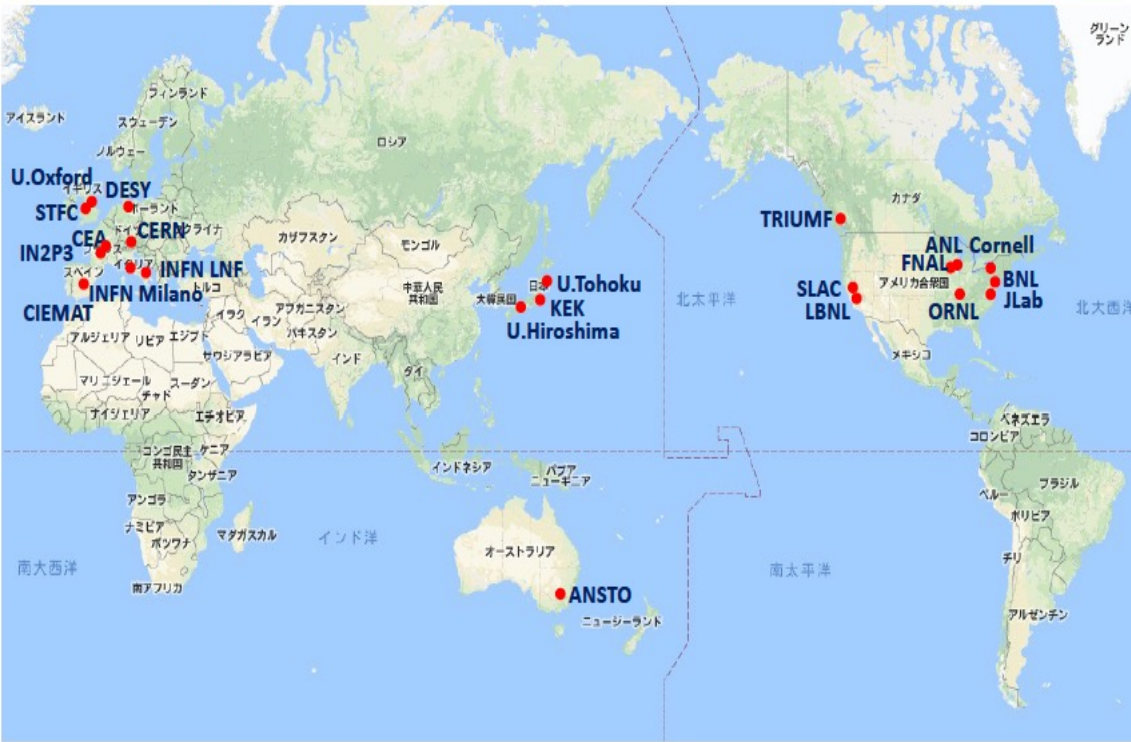 グリーン
ランド
アイスランド
フィンランド
スウェーデン
ノルウェー
ロシア
カナダ
U.Oxford
イギリス
DESY
ポーランド
STFC
TRIUMF
CEA
CERN
IN2P3
INFN LNF
スペイン
イタリア
INFN Milano
トルコ
CIEMAT
カザフスタン
モンゴル
中華人民
共和国
大韓民国
日本
U.Tohoku
KEK
U.Hiroshima
北太平洋
ANL Cornell
FNAL
アメリカ合衆国
BNL
SLAC
JLab
LBNL
ORNL
北大西洋
メキシコ
アルジェリア
リビア
エジプト
イラク
イラン
アフガニスタン
パキスタン
サウジアラビア
インド
タイ
マリ
ニジェール
チャド
スーダン
ナイジェリア
エチオピア
コンゴ民主
共和国
ケニア
タンザニア
アンゴラ
ナミビア
ボツワナ
マダガスカル
南アフリカ
南大西洋
インド洋
インドネシア
パプア
ニューギニア
オーストラリア
ANSTO
ニュージーランド
南太平洋
ベネズエラ
コロンビア
ペルー
ブラジル
ボリビア
チリ
アルゼンチン